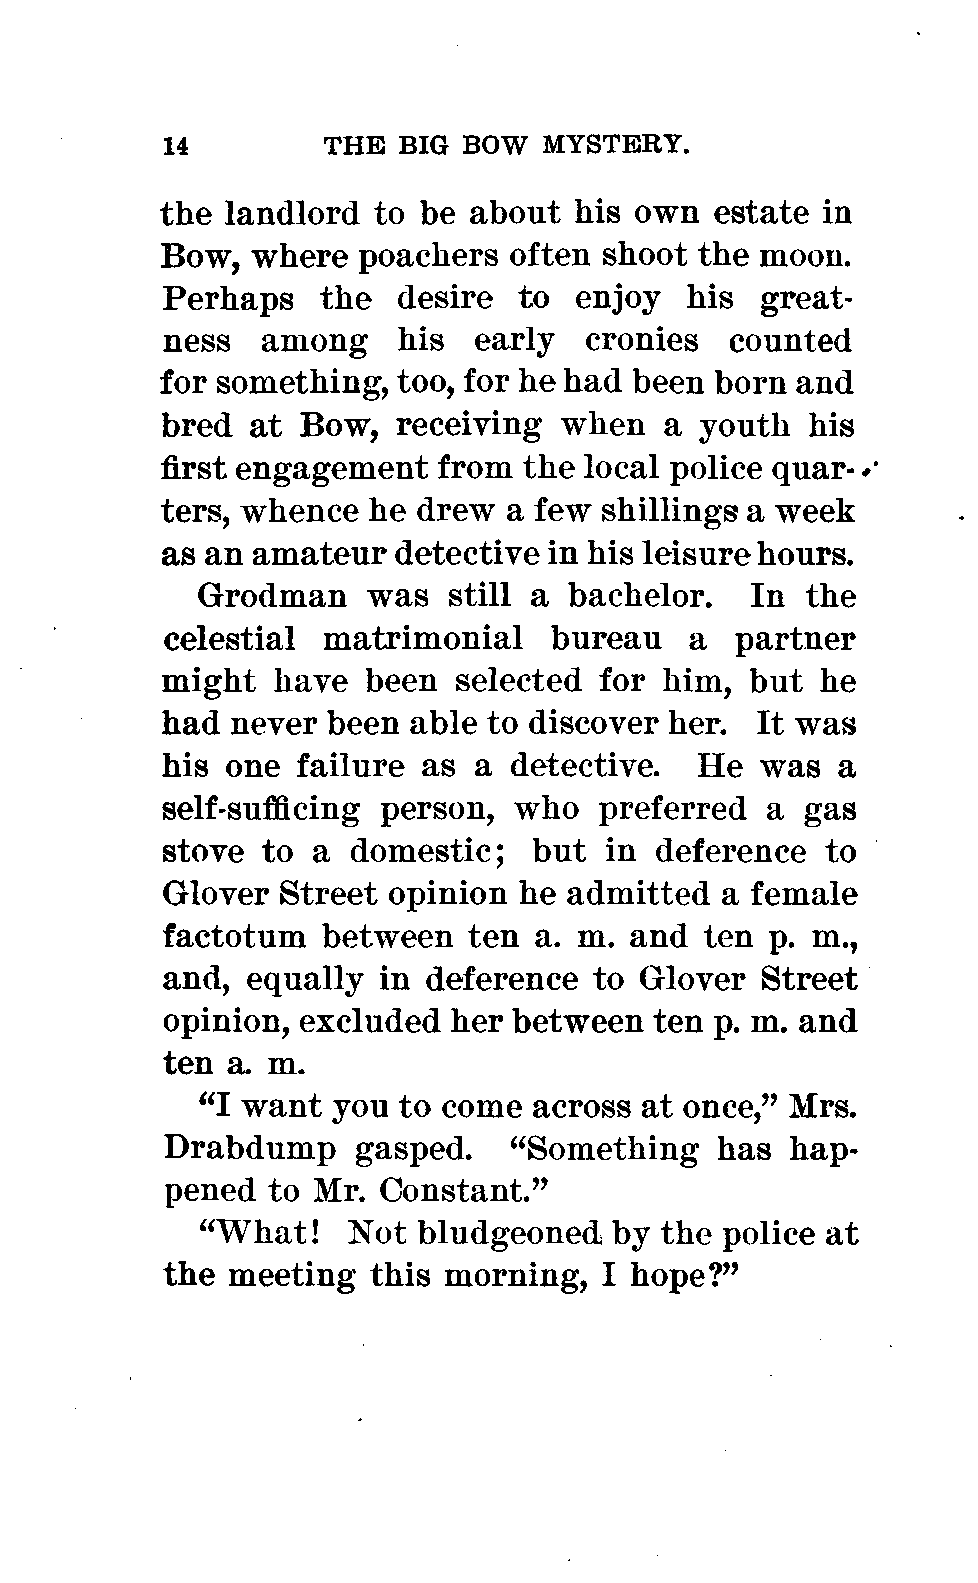 14 THE BIG BOW MYSTERY.
the landlord to be about his own estate in
Bow, where poachers often shoot the moon.
Perhaps the desire to enjoy his great-
ness among his early cronies counted
for something, too, for he had been born and
bred at Bow, receiving when a youth his
first engagement from the local police quar-
ters, whence he drew a few shillings a week
as an amateur detective in his leisure hours.
Grodman was still a bachelor. In the
celestial matrimonial bureau a partner
might have been selected for him, but he
had never been able to discover her. It was
his one failure as a detective. He was a
self-sufficing person, who preferred a gas
stove to a domestic; but in deference to
Glover Street opinion he admitted a female
factotum between ten a. m. and ten p. m.,
and, equally in deference to Glover Street
opinion, excluded her between ten p. m. and
ten a. m.
“I want you to come across at once,” Mrs.
Drabdump gasped. “Something has hap-
pened to Mr. Constant.”
“What! Not bludgeoned by the police at
the meeting this morning, I hope?”